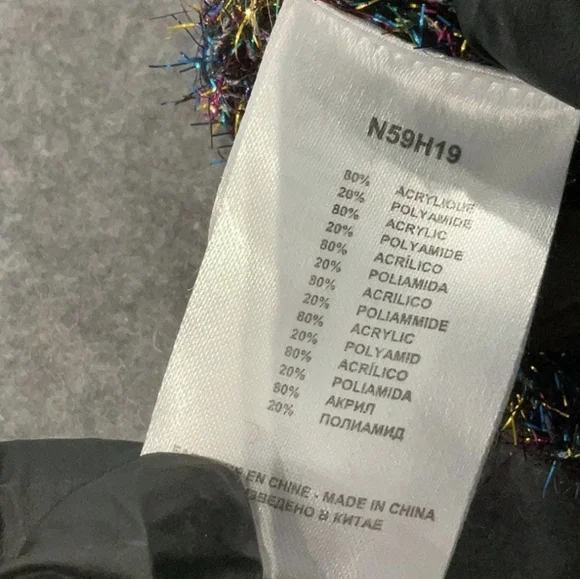 N59H19
80% ACRYLIQUE
20% POLYAMIDE
80% ACRYLIC
20% POLYAMIDE
80% ACRÍLICO
20% POLIAMIDA
80% ACRILICO
20% POLIAMMIDE
80% ACRYLIC
20% POLYAMID
80% ACRÍLICO
20% POLIAMIDA
80% АКРИЛ
20% ПОЛИАМИД
EN CHINE - MADE IN CHINA
В КИТАЕ